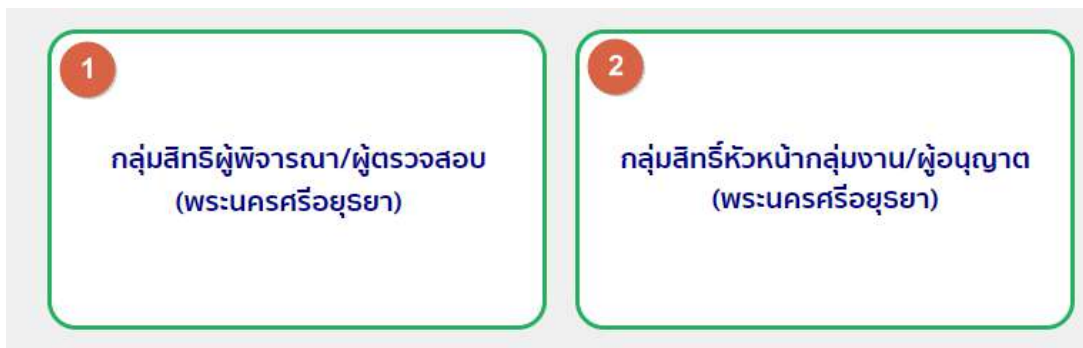 1
กลุ่มสิทธิผู้พิจารณา/ผู้ตรวจสอบ
(พระนครศรีอยุธยา)
2
กลุ่มสิทธิ์หัวหน้ากลุ่มงาน/ผู้อนุญาต
(พระนครศรีอยุธยา)